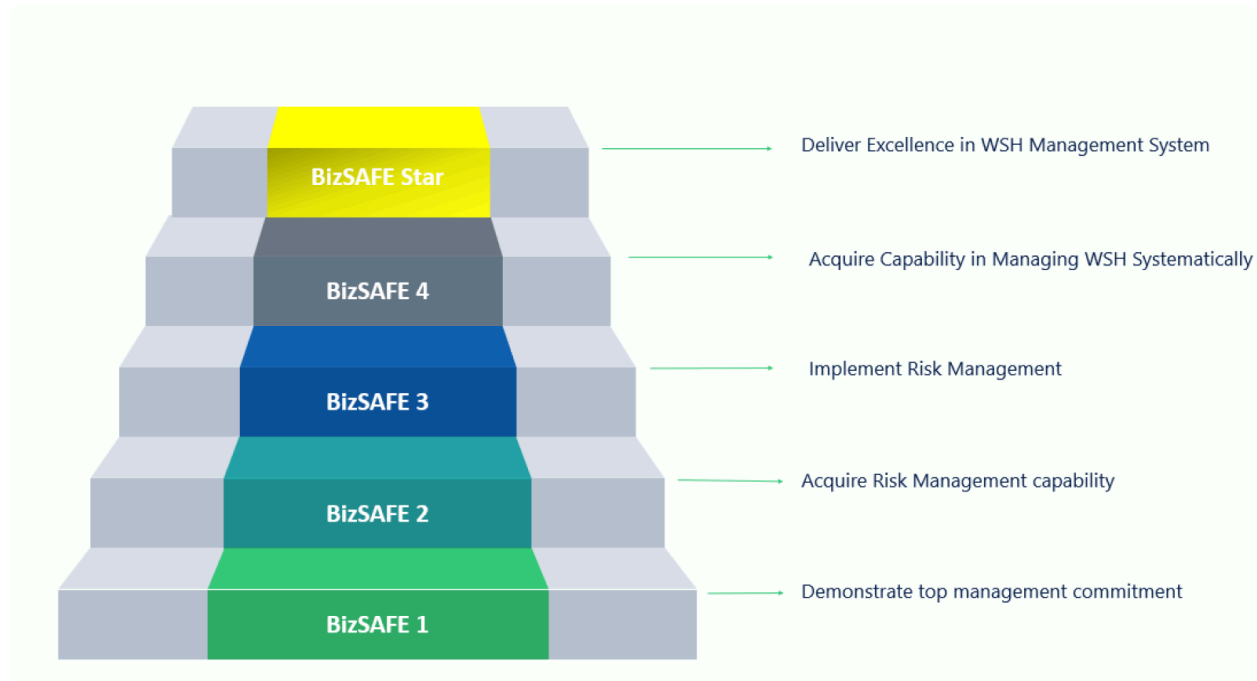 BizSAFE Star
Deliver Excellence in WSH Management System
BizSAFE 4
Acquire Capability in Managing WSH Systematically
BizSAFE 3
Implement Risk Management
BizSAFE 2
Acquire Risk Management capability
BizSAFE 1
Demonstrate top management commitment